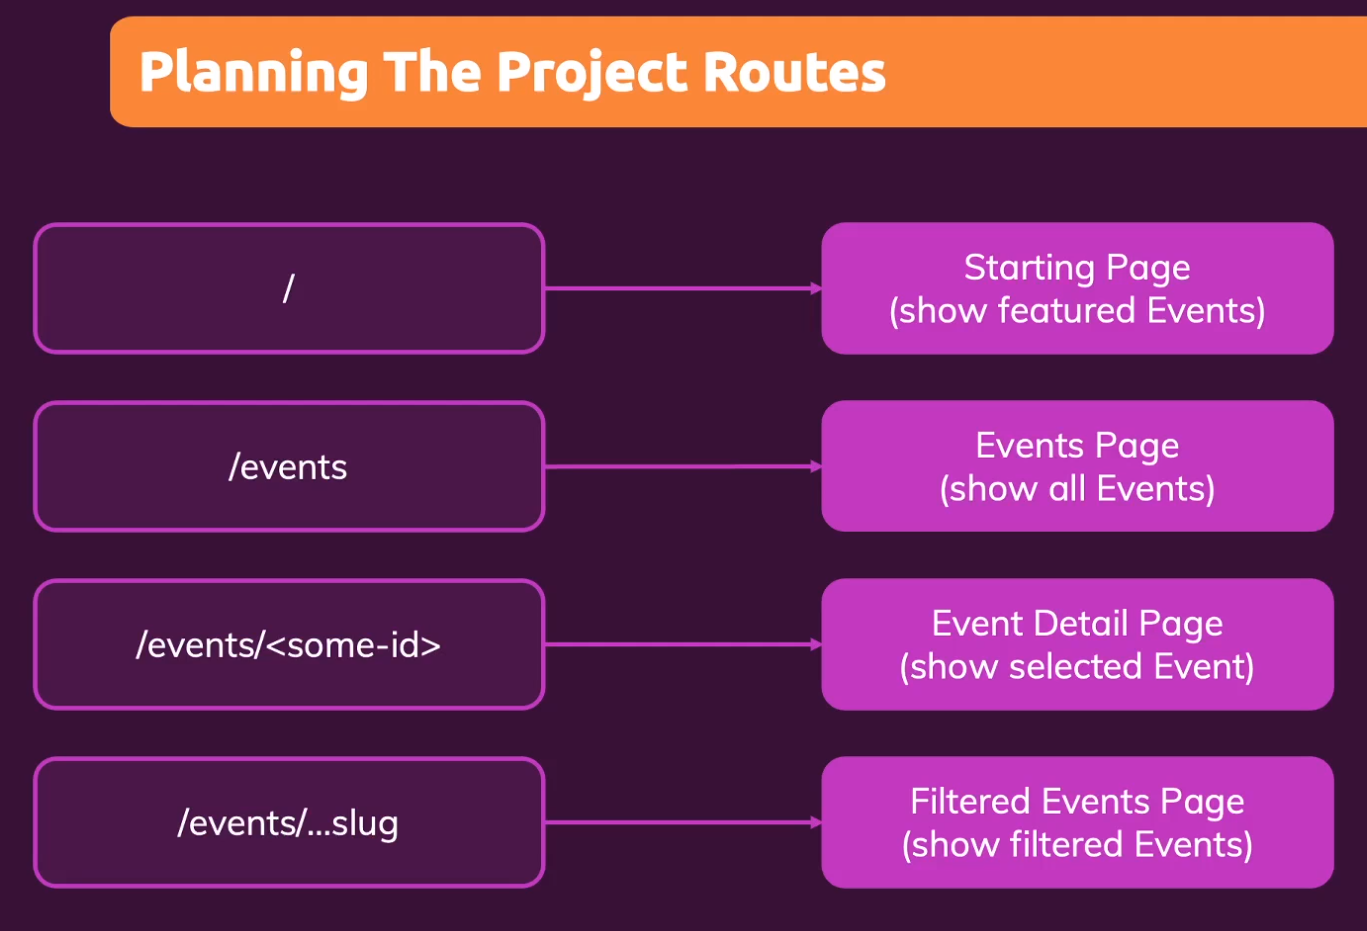 Planning The Project Routes
/
Starting Page
(show featured Events)
/events
Events Page
(show all Events)
/events/<some-id>
Event Detail Page
(show selected Event)
/events/...slug
Filtered Events Page
(show filtered Events)